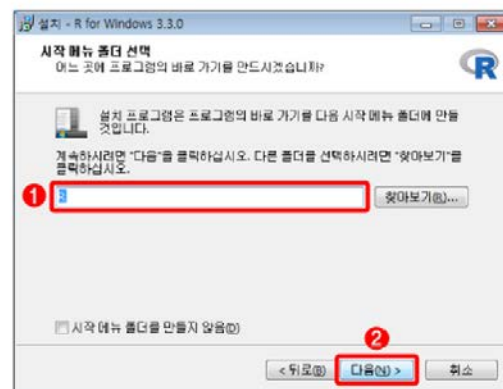 설치 - R for Windows 3.3.0
시작 메뉴 폴더 선택
어느 곳에 프로그램의 바로 가기를 만드시겠습니까?
R
설치 프로그램은 프로그램의 바로 가기를 다음 시작 메뉴 폴더에 만들
것입니다.
계속하시려면 "다음"을 클릭하십시오. 다른 폴더를 선택하시려면 "찾아보기"를
클릭하십시오.
1
R
찾아보기(R)...
시작 메뉴 폴더를 만들지 않음(D)
2
< 뒤로(B)
다음(N) >
취소